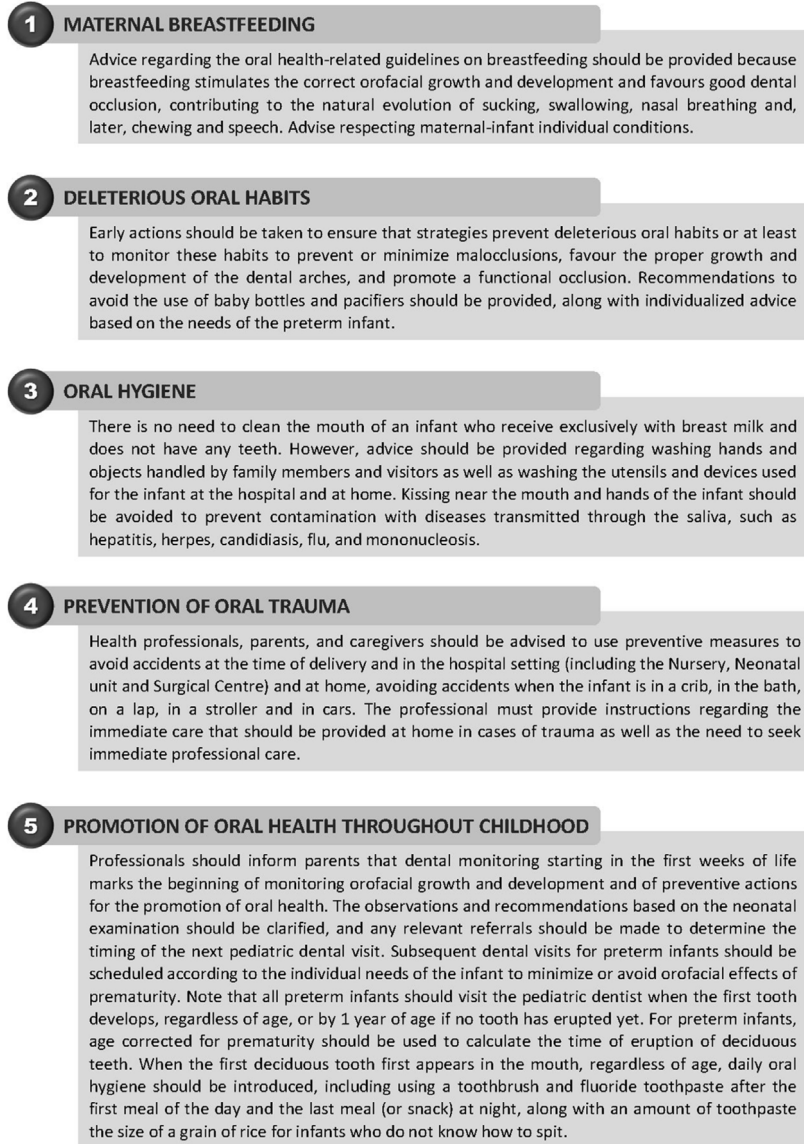 1 MATERNAL BREASTFEEDING
Advice regarding the oral health-related guidelines on breastfeeding should be provided because
breastfeeding stimulates the correct orofacial growth and development and favours good dental
occlusion, contributing to the natural evolution of sucking, swallowing, nasal breathing and,
later, chewing and speech. Advise respecting maternal-infant individual conditions.
2 DELETERIOUS ORAL HABITS
Early actions should be taken to ensure that strategies prevent deleterious oral habits or at least
to monitor these habits to prevent or minimize malocclusions, favour the proper growth and
development of the dental arches, and promote a functional occlusion. Recommendations to
avoid the use of baby bottles and pacifiers should be provided, along with individualized advice
based on the needs of the preterm infant.
3 ORAL HYGIENE
There is no need to clean the mouth of an infant who receive exclusively with breast milk and
does not have any teeth. However, advice should be provided regarding washing hands and
objects handled by family members and visitors as well as washing the utensils and devices used
for the infant at the hospital and at home. Kissing near the mouth and hands of the infant should
be avoided to prevent contamination with diseases transmitted through the saliva, such as
hepatitis, herpes, candidiasis, flu, and mononucleosis.
4 PREVENTION OF ORAL TRAUMA
Health professionals, parents, and caregivers should be advised to use preventive measures to
avoid accidents at the time of delivery and in the hospital setting (including the Nursery, Neonatal
unit and Surgical Centre) and at home, avoiding accidents when the infant is in a crib, in the bath,
on a lap, in a stroller and in cars. The professional must provide instructions regarding the
immediate care that should be provided at home in cases of trauma as well as the need to seek
immediate professional care.
5 PROMOTION OF ORAL HEALTH THROUGHOUT CHILDHOOD
Professionals should inform parents that dental monitoring starting in the first weeks of life
marks the beginning of monitoring orofacial growth and development and of preventive actions
for the promotion of oral health. The observations and recommendations based on the neonatal
examination should be clarified, and any relevant referrals should be made to determine the
timing of the next pediatric dental visit. Subsequent dental visits for preterm infants should be
scheduled according to the individual needs of the infant to minimize or avoid orofacial effects of
prematurity. Note that all preterm infants should visit the pediatric dentist when the first tooth
develops, regardless of age, or by 1 year of age if no tooth has erupted yet. For preterm infants,
age corrected for prematurity should be used to calculate the time of eruption of deciduous
teeth. When the first deciduous tooth first appears in the mouth, regardless of age, daily oral
hygiene should be introduced, including using a toothbrush and fluoride toothpaste after the
first meal of the day and the last meal (or snack) at night, along with an amount of toothpaste
the size of a grain of rice for infants who do not know how to spit.